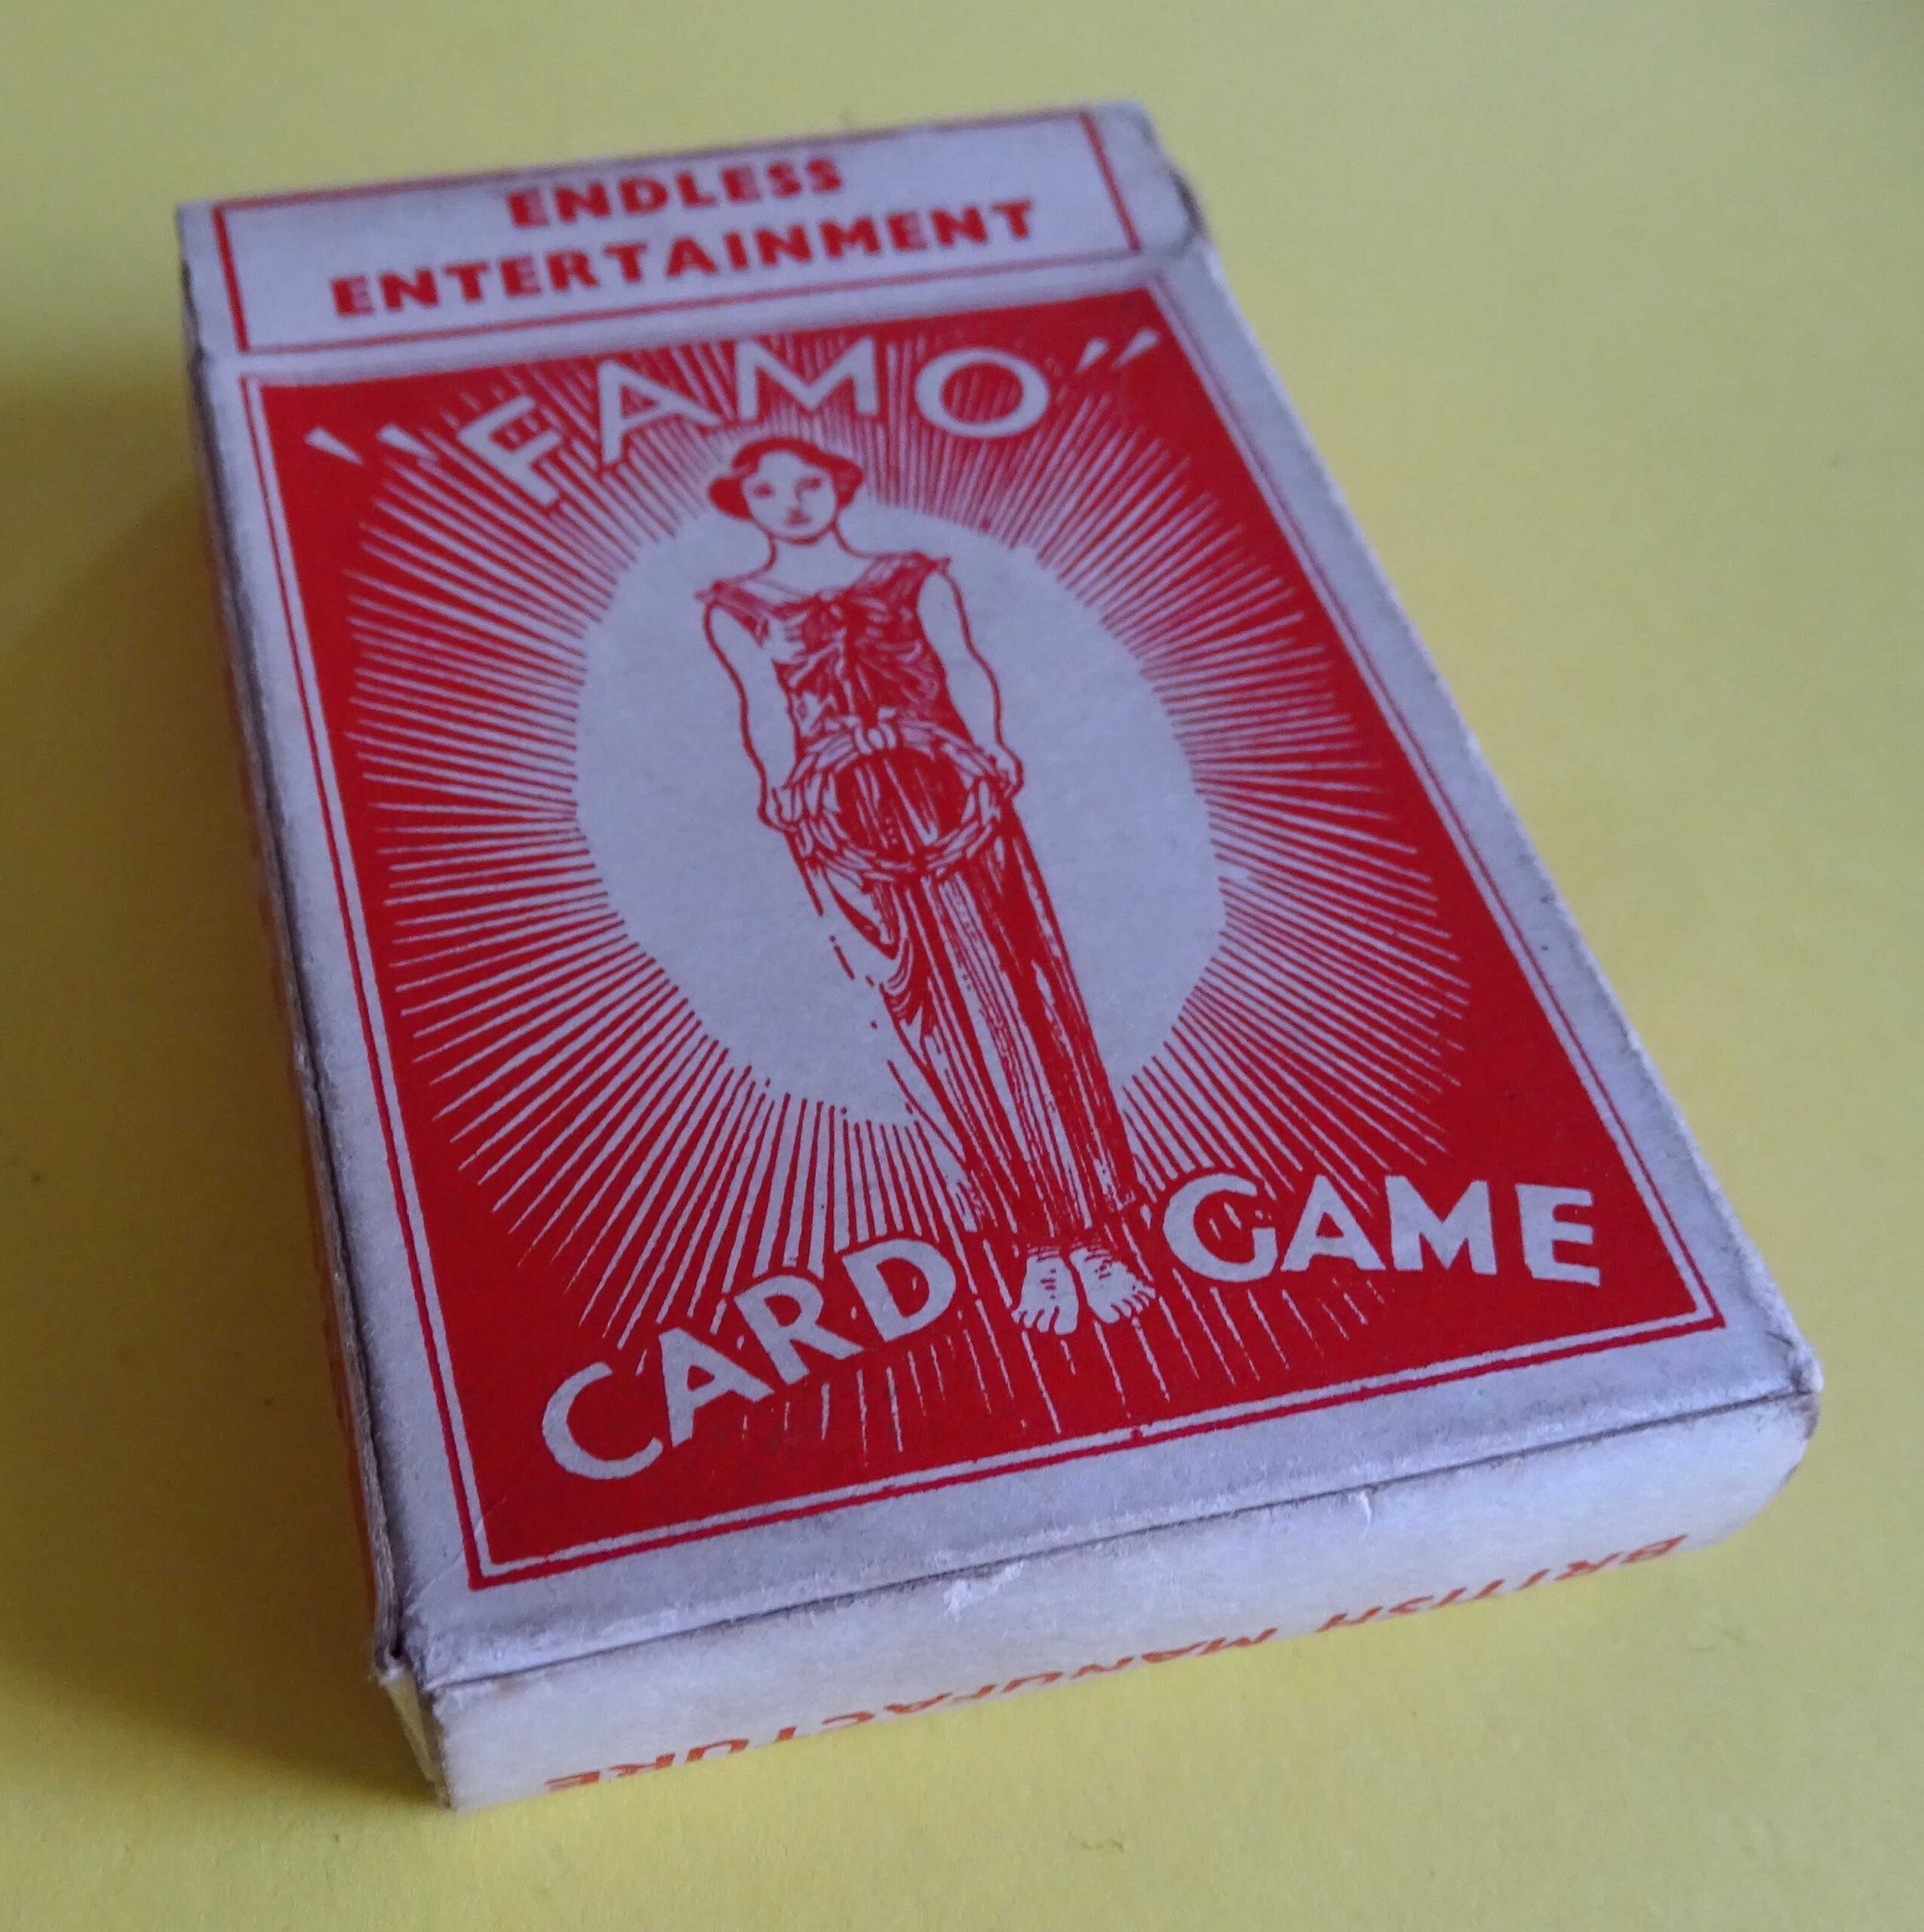 ENDLESS
ENTERTAINMENT
"FAMO"
CARD GAME
BRITISH MANUFACTURE